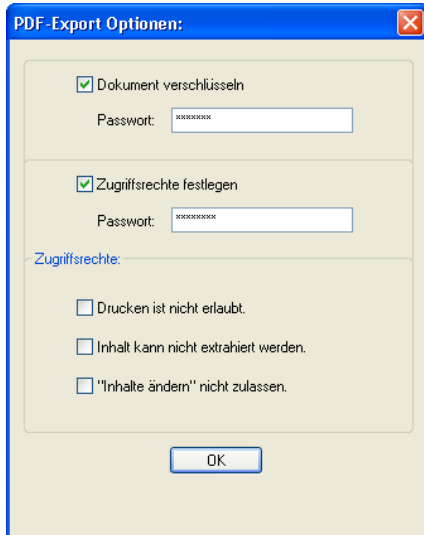 PDF-Export Optionen:
Dokument verschlüsseln
Passwort: *******
Zugriffsrechte festlegen
Passwort: ********
Zugriffsrechte:
Drucken ist nicht erlaubt.
Inhalt kann nicht extrahiert werden.
"Inhalte ändern" nicht zulassen.
OK